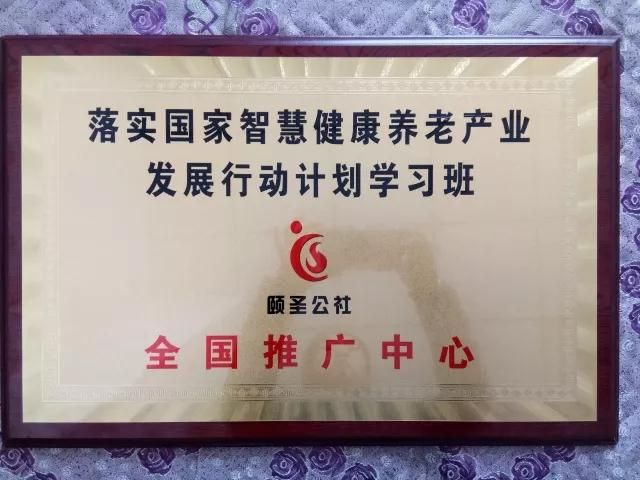 落实国家智慧健康养老产业
发展行动计划学习班
颐圣公社
全国推广中心